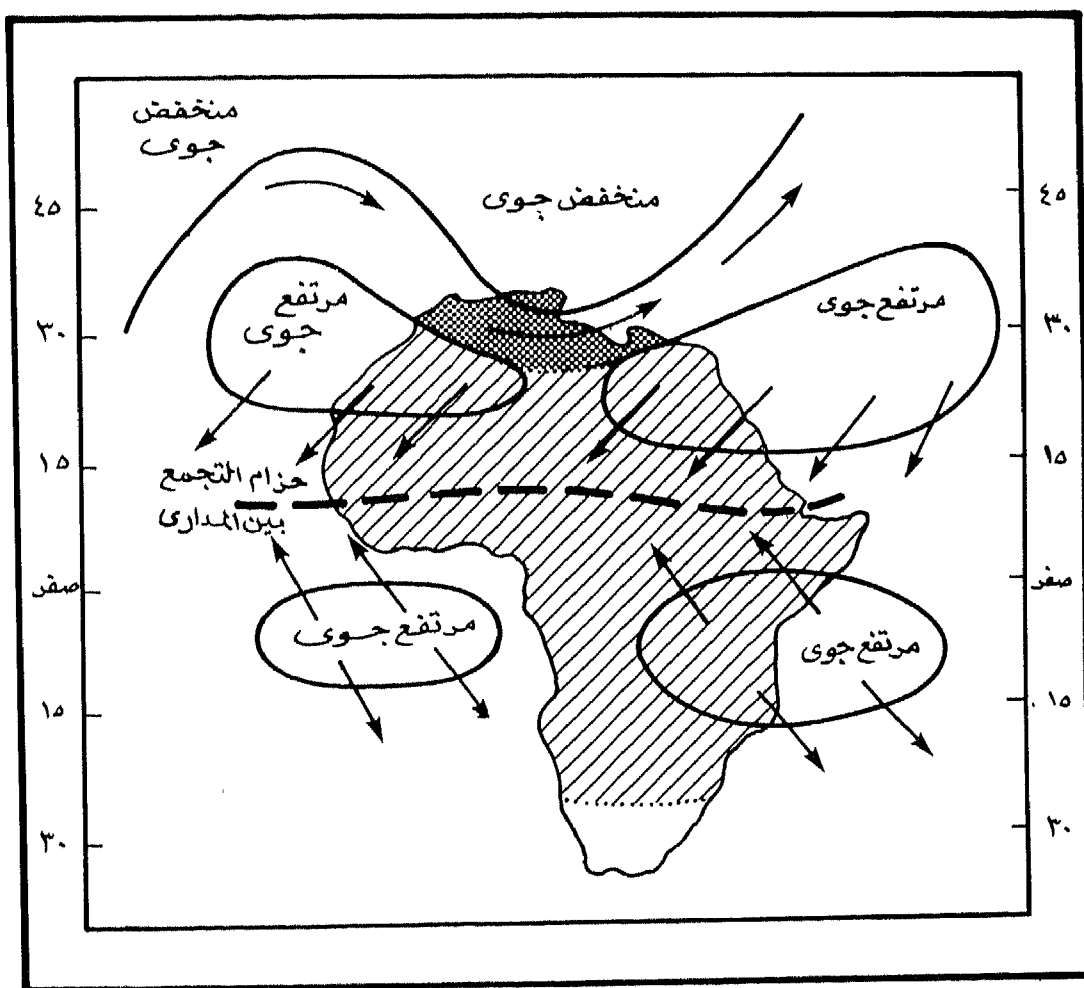 منخفض
جوى
منخفض جوى
٤٥
٤٥
مرتفع
جوى
مرتفع جوى
٣٠
٣٠
١٥
١٥
حزام التجمع
بين المدارى
صفر
صفر
مرتفع جوى
مرتفع جوى
١٥
١٥
٣٠
٣٠